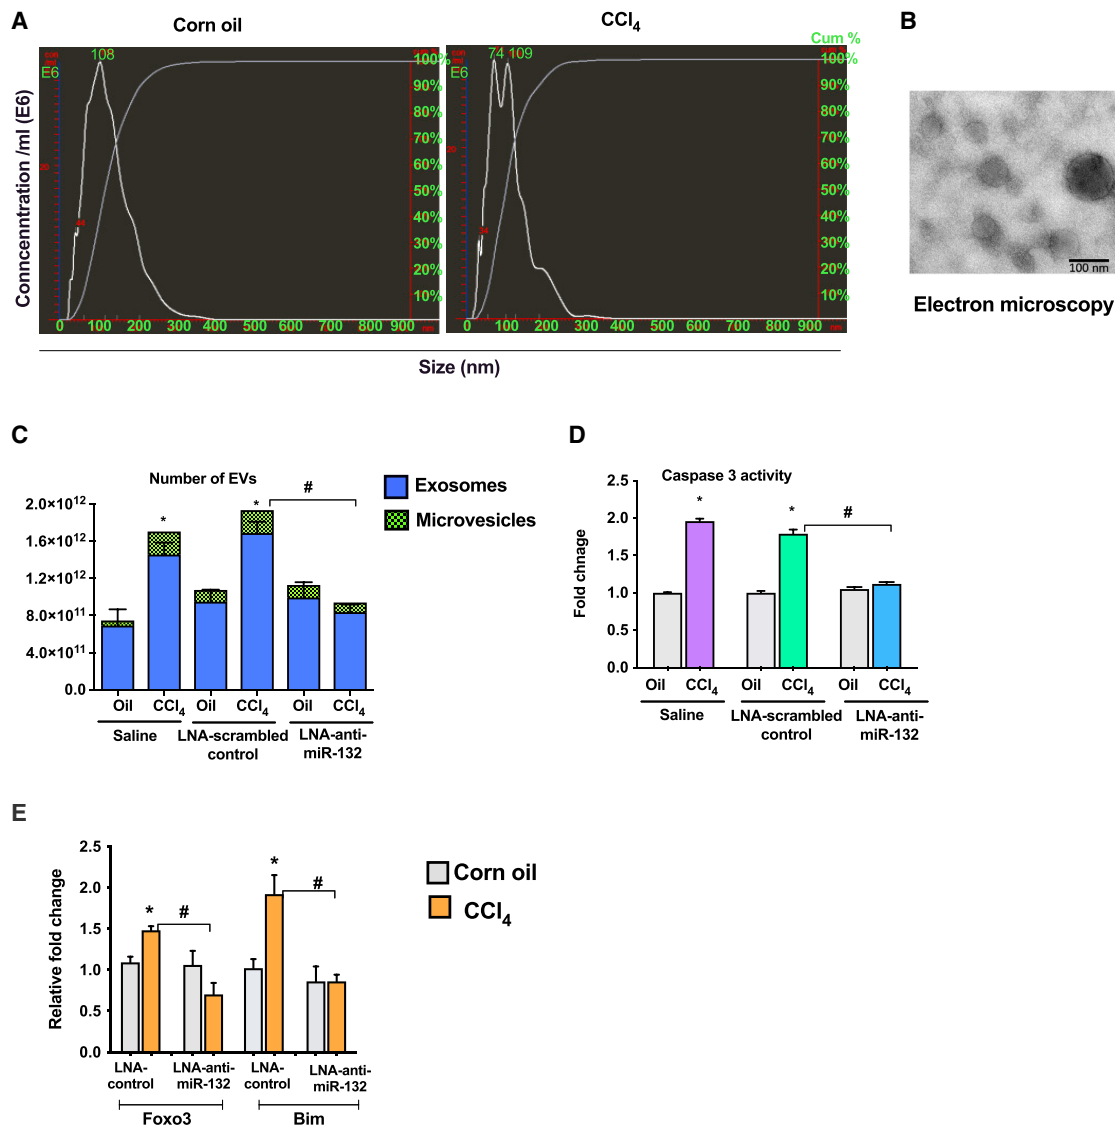 A
Corn oil
CCl4
B
Conncenntration /ml (E6)
E6
108
Cum %
100%
90%
80%
70%
60%
50%
40%
30%
20%
10%
20
44
0 100 200 300 400 500 600 700 800 900 nm
E6
74 109
Cum %
100%
90%
80%
70%
60%
50%
40%
30%
20%
10%
20
34
0 100 200 300 400 500 600 700 800 900 nm
Size (nm)
100 nm
Electron microscopy
C
Number of EVs
2.0×10¹²
1.6×10¹²
1.2×10¹²
8.0×10¹¹
4.0×10¹¹
0.0
* * #
Exosomes
Microvesicles
Oil CCl4 Oil CCl4 Oil CCl4
Saline
LNA-scrambled
control
LNA-anti-
miR-132
D
Caspase 3 activity
Fold chnage
2.5
2.0
1.5
1.0
0.5
0.0
* * #
Oil CCl4 Oil CCl4 Oil CCl4
Saline
LNA-scrambled
control
LNA-anti-
miR-132
E
Relative fold change
2.5
2.0
1.5
1.0
0.5
0.0
* # * #
Corn oil
CCl4
LNA-
control
LNA-anti-
miR-132
LNA-
control
LNA-anti-
miR-132
Foxo3
Bim